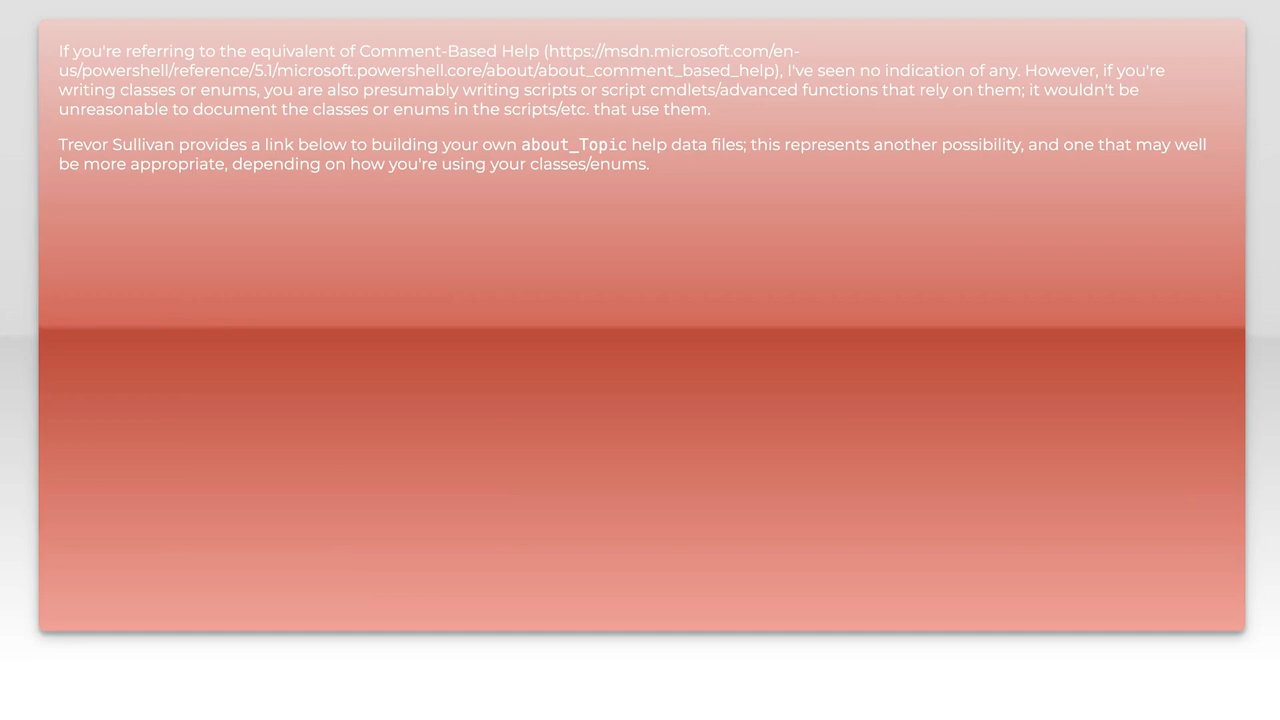 If you're referring to the equivalent of Comment-Based Help (https://msdn.microsoft.com/en-
us/powershell/reference/5.1/microsoft.powershell.core/about/about_comment_based_help), I've seen no indication of any. However, if you're
writing classes or enums, you are also presumably writing scripts or script cmdlets/advanced functions that rely on them; it wouldn't be
unreasonable to document the classes or enums in the scripts/etc. that use them.
Trevor Sullivan provides a link below to building your own about_Topic help data files; this represents another possibility, and one that may well
be more appropriate, depending on how you're using your classes/enums.